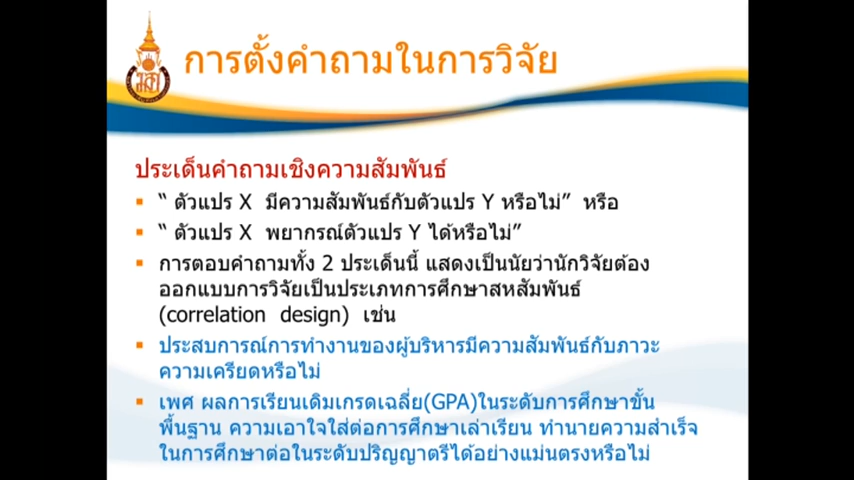 การตั้งคำถามในการวิจัย
ประเด็นคำถามเชิงความสัมพันธ์
“ ตัวแปร X มีความสัมพันธ์กับตัวแปร Y หรือไม่” หรือ
“ ตัวแปร X พยากรณ์ตัวแปร Y ได้หรือไม่”
การตอบคำถามทั้ง 2 ประเด็นนี้ แสดงเป็นนัยว่านักวิจัยต้อง
ออกแบบการวิจัยเป็นประเภทการศึกษาสหสัมพันธ์
(correlation design) เช่น
ประสบการณ์การทำงานของผู้บริหารมีความสัมพันธ์กับภาวะ
ความเครียดหรือไม่
เพศ ผลการเรียนเดิมเกรดเฉลี่ย(GPA)ในระดับการศึกษาขั้น
พื้นฐาน ความเอาใจใส่ต่อการศึกษาเล่าเรียน ทำนายความสำเร็จ
ในการศึกษาต่อในระดับปริญญาตรีได้อย่างแม่นตรงหรือไม่